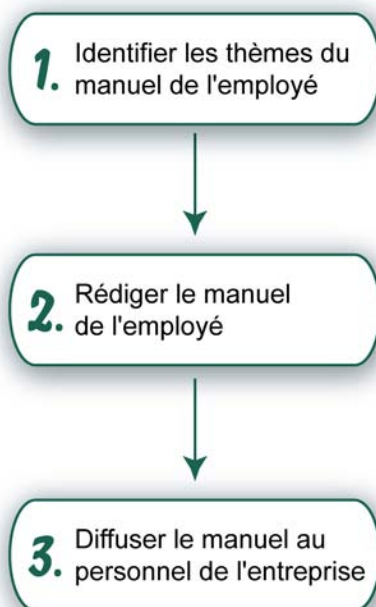 1. Identifier les thèmes du
manuel de l'employé
2. Rédiger le manuel
de l'employé
3. Diffuser le manuel au
personnel de l'entreprise